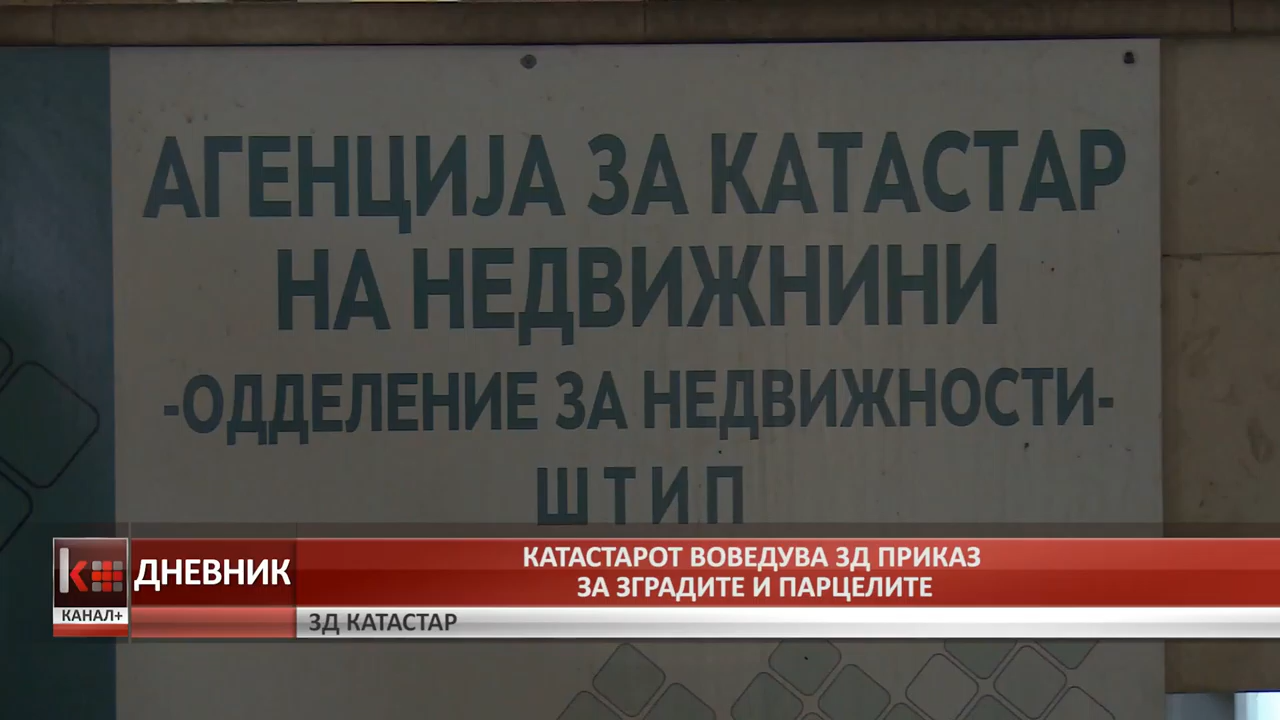 АГЕНЦИЈА ЗА КАТАСТАР
НА НЕДВИЖНИНИ
-ОДДЕЛЕНИЕ ЗА НЕДВИЖНОСТИ-
ШТИП
К
КАНАЛ+
ДНЕВНИК
КАТАСТАРОТ ВОВЕДУВА 3Д ПРИКАЗ
ЗА ЗГРАДИТЕ И ПАРЦЕЛИТЕ
3Д КАТАСТАР